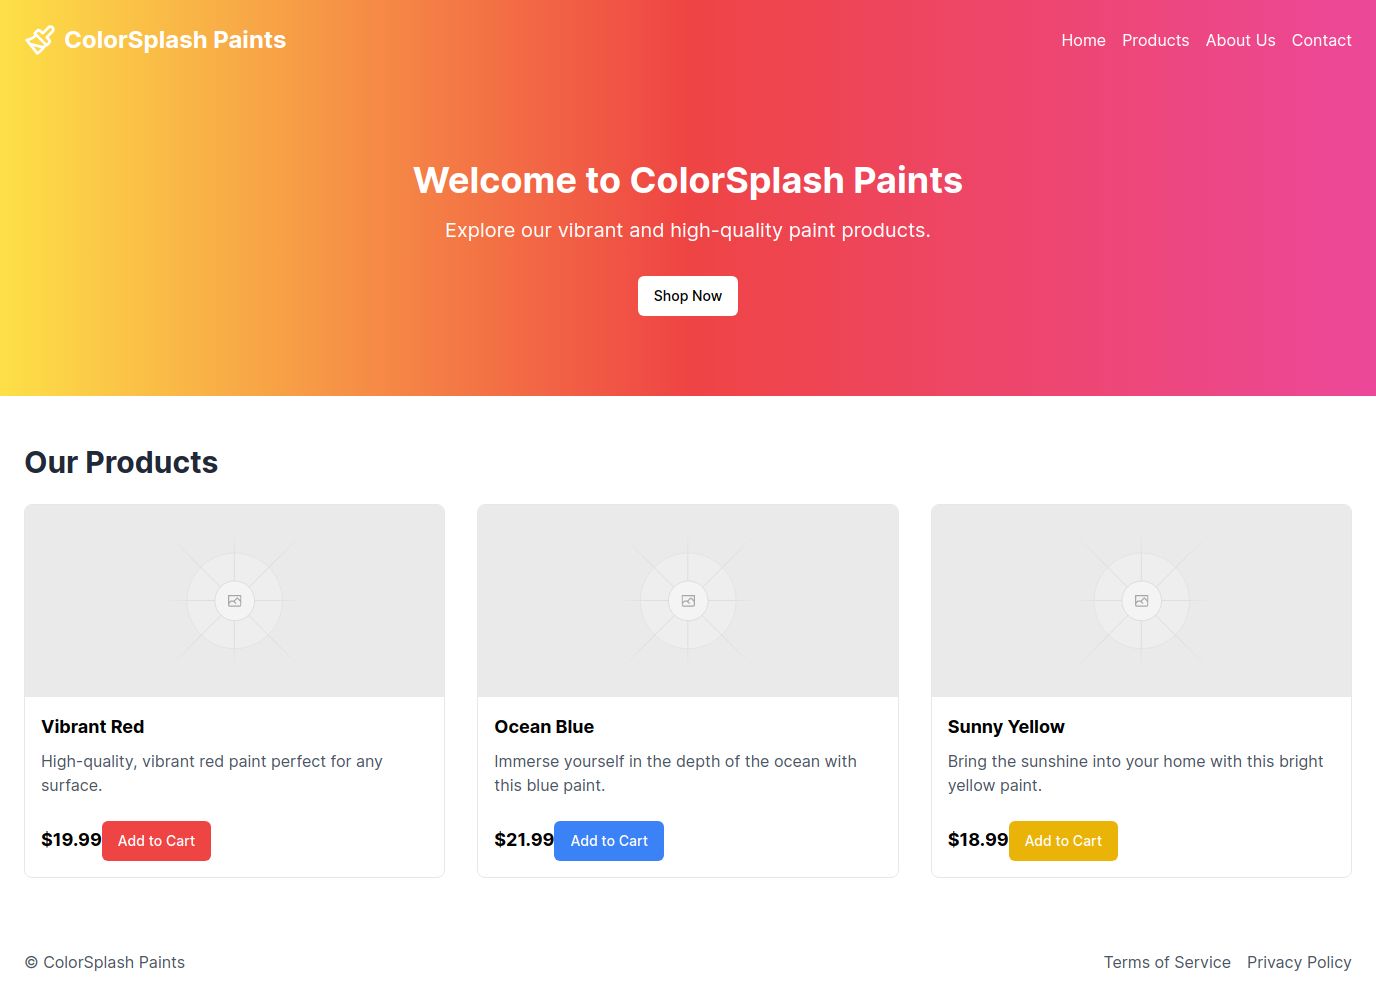 ColorSplash Paints
Home Products About Us Contact
Welcome to ColorSplash Paints
Explore our vibrant and high-quality paint products.
Shop Now
Our Products
Vibrant Red
High-quality, vibrant red paint perfect for any
surface.
$19.99 Add to Cart
Ocean Blue
Immerse yourself in the depth of the ocean with
this blue paint.
$21.99 Add to Cart
Sunny Yellow
Bring the sunshine into your home with this bright
yellow paint.
$18.99 Add to Cart
© ColorSplash Paints
Terms of Service Privacy Policy